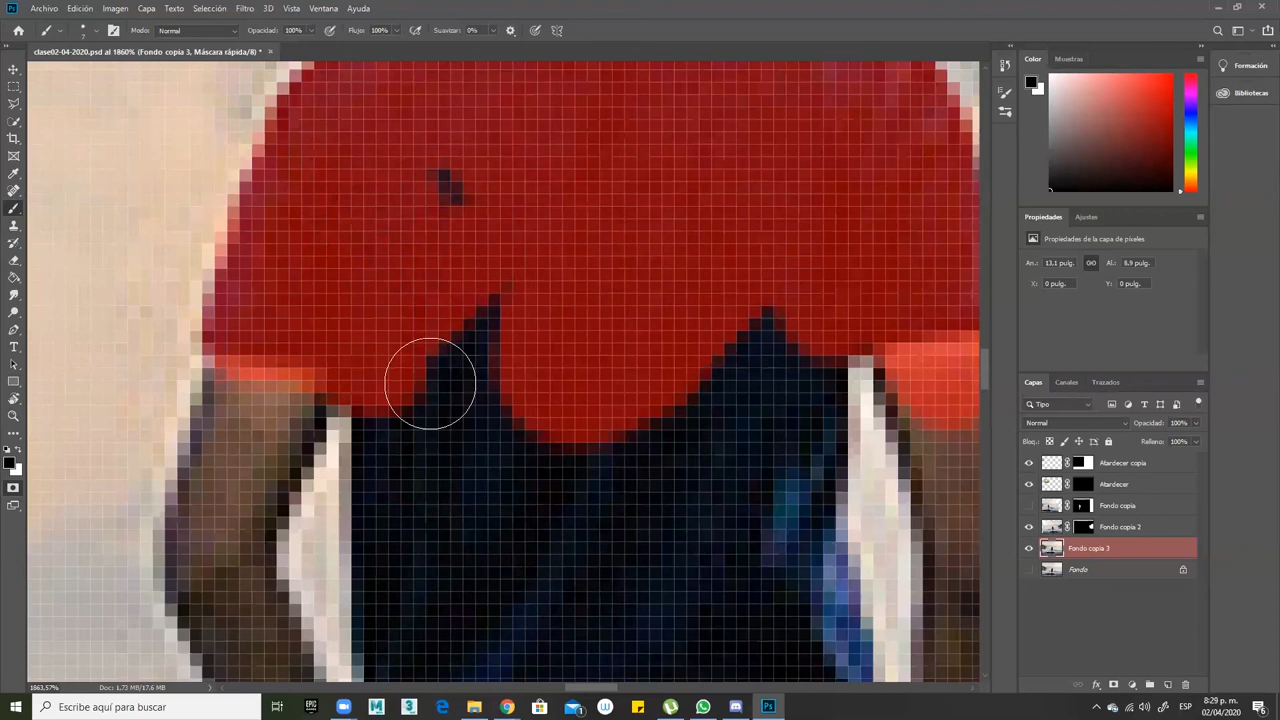 Archivo Edición Imagen Capa Texto Selección Filtro 3D Vista Ventana Ayuda
7 Modo: Normal Opacidad: 100% Flujo: 100% Suavizar: 0%
clase02-04-2020.psd al 1860% (Fondo copia 3, Máscara rápida/8) * ×
Color Muestras
Formación
Bibliotecas
Propiedades Ajustes
Propiedades de la capa de píxeles
An.: 13.1 pulg. Al.: 8.9 pulg.
X: 0 pulg. Y: 0 pulg.
Capas Canales Trazados
Tipo
Normal Opacidad: 100%
Bloq.: Relleno: 100%
Atardecer copia
Atardecer
Fondo copia
Fondo copia 2
Fondo copia 3
Fondo
1863,57% Doc: 1,73 MB/17,6 MB
Escribe aquí para buscar
ESP 8:29 p. m.
02/04/2020